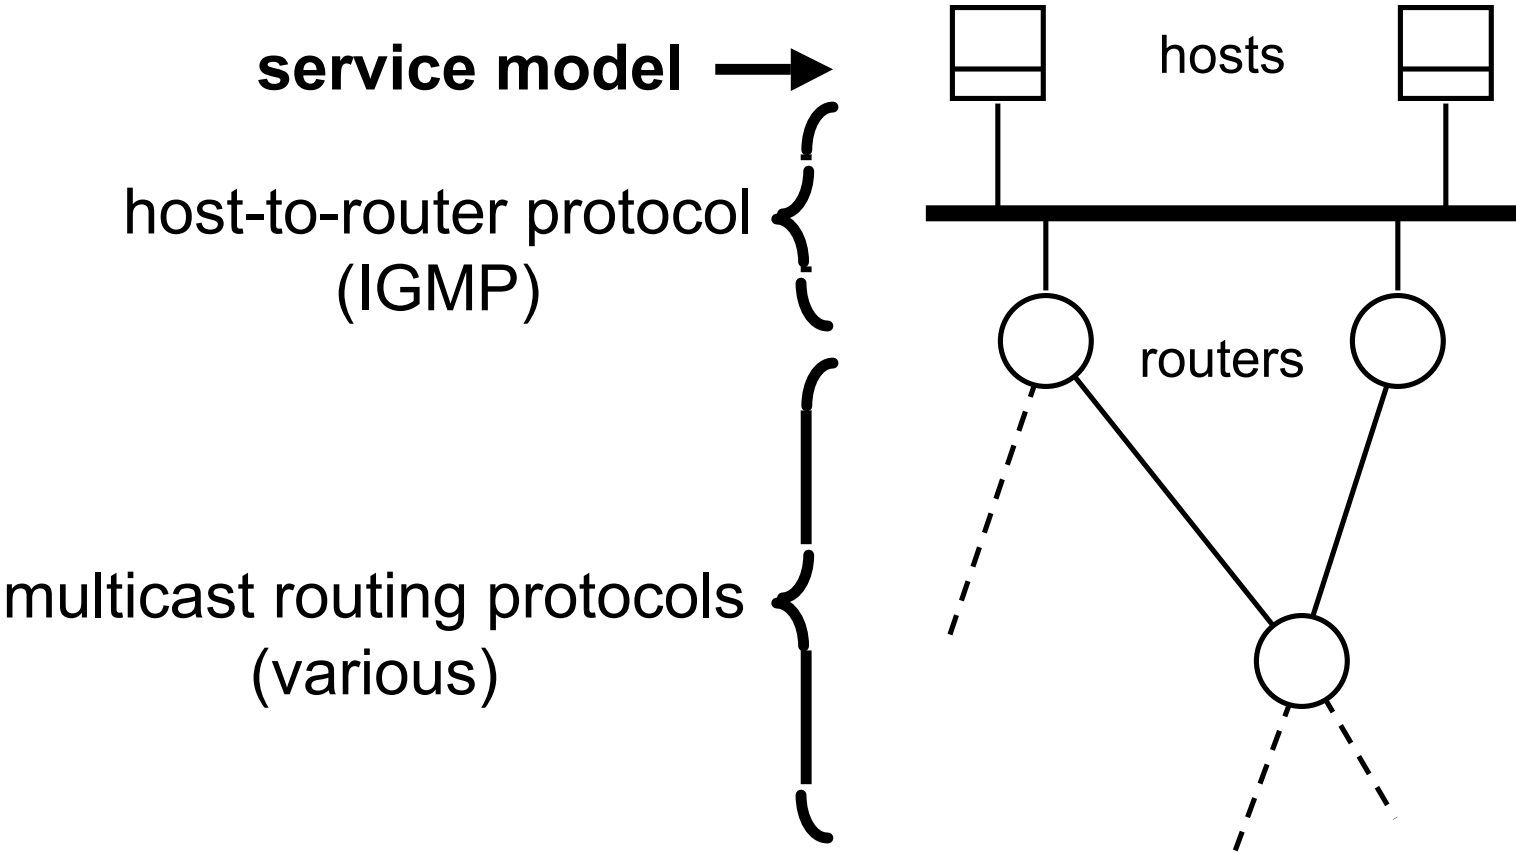 service model
hosts
host-to-router protocol
(IGMP)
routers
multicast routing protocols
(various)